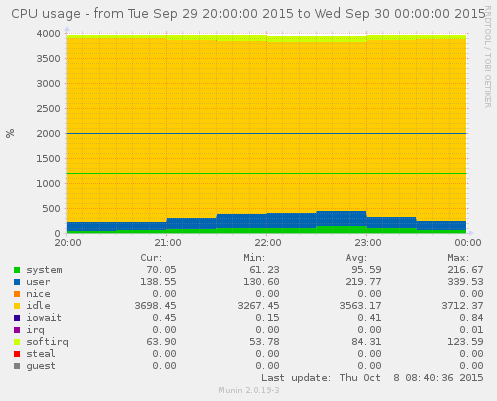 CPU usage - from Tue Sep 29 20:00:00 2015 to Wed Sep 30 00:00:00 2015
RRDTOOL / TOBI OETIKER
%
4000
3500
3000
2500
2000
1500
1000
500
0
20:00 21:00 22:00 23:00 00:00
Cur: Min: Avg: Max:
system 70.05 61.23 95.59 216.67
user 138.55 130.60 219.77 339.53
nice 0.00 0.00 0.00 0.00
idle 3698.45 3267.45 3563.17 3712.37
iowait 0.45 0.15 0.41 0.84
irq 0.00 0.00 0.00 0.01
softirq 63.90 53.78 84.31 123.59
steal 0.00 0.00 0.00 0.00
guest 0.00 0.00 0.00 0.00
Last update: Thu Oct 8 08:40:36 2015
Munin 2.0.19-3